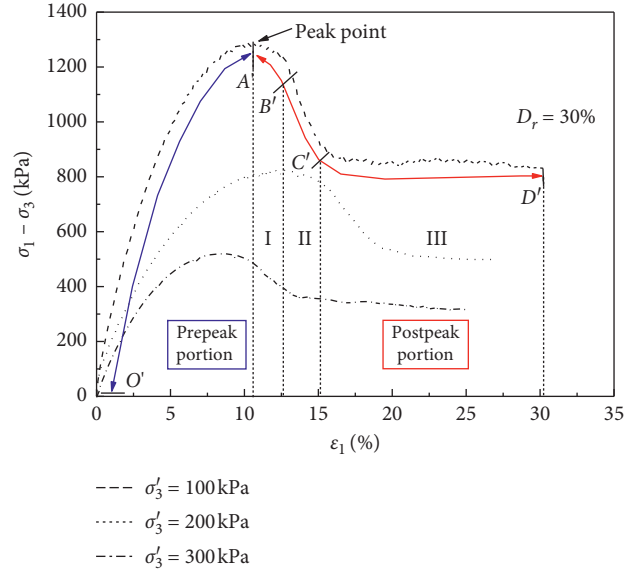 1400
1200
1000
800
600
400
200
0
σ1 − σ3 (kPa)
Peak point
A
B′
C′
D′
O′
Dr = 30%
I
II
III
Prepeak
portion
Postpeak
portion
0
5
10
15
20
25
30
35
ε1 (%)
σ′3 = 100 kPa
σ′3 = 200 kPa
σ′3 = 300 kPa